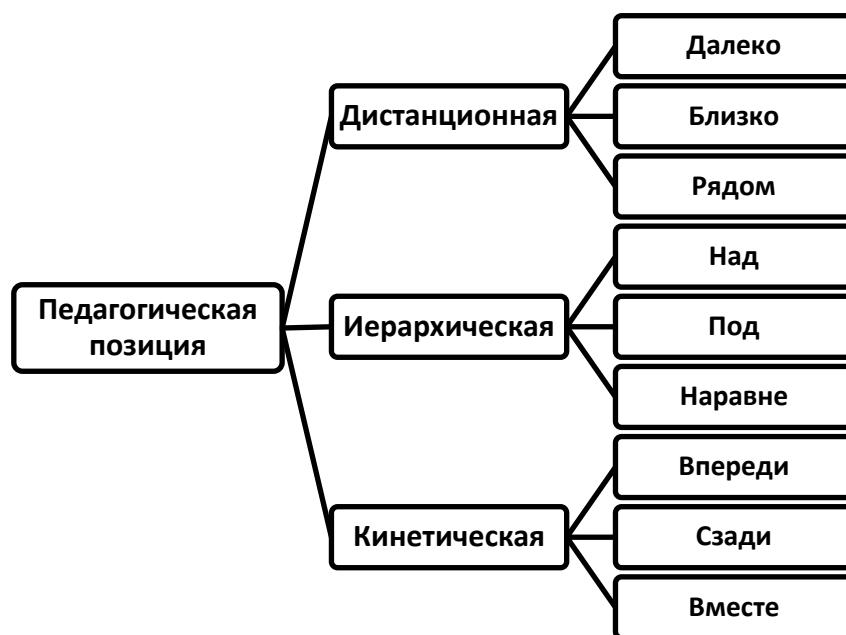 Педагогическая
позиция
Дистанционная
Далеко
Близко
Рядом
Иерархическая
Над
Под
Наравне
Кинетическая
Впереди
Сзади
Вместе